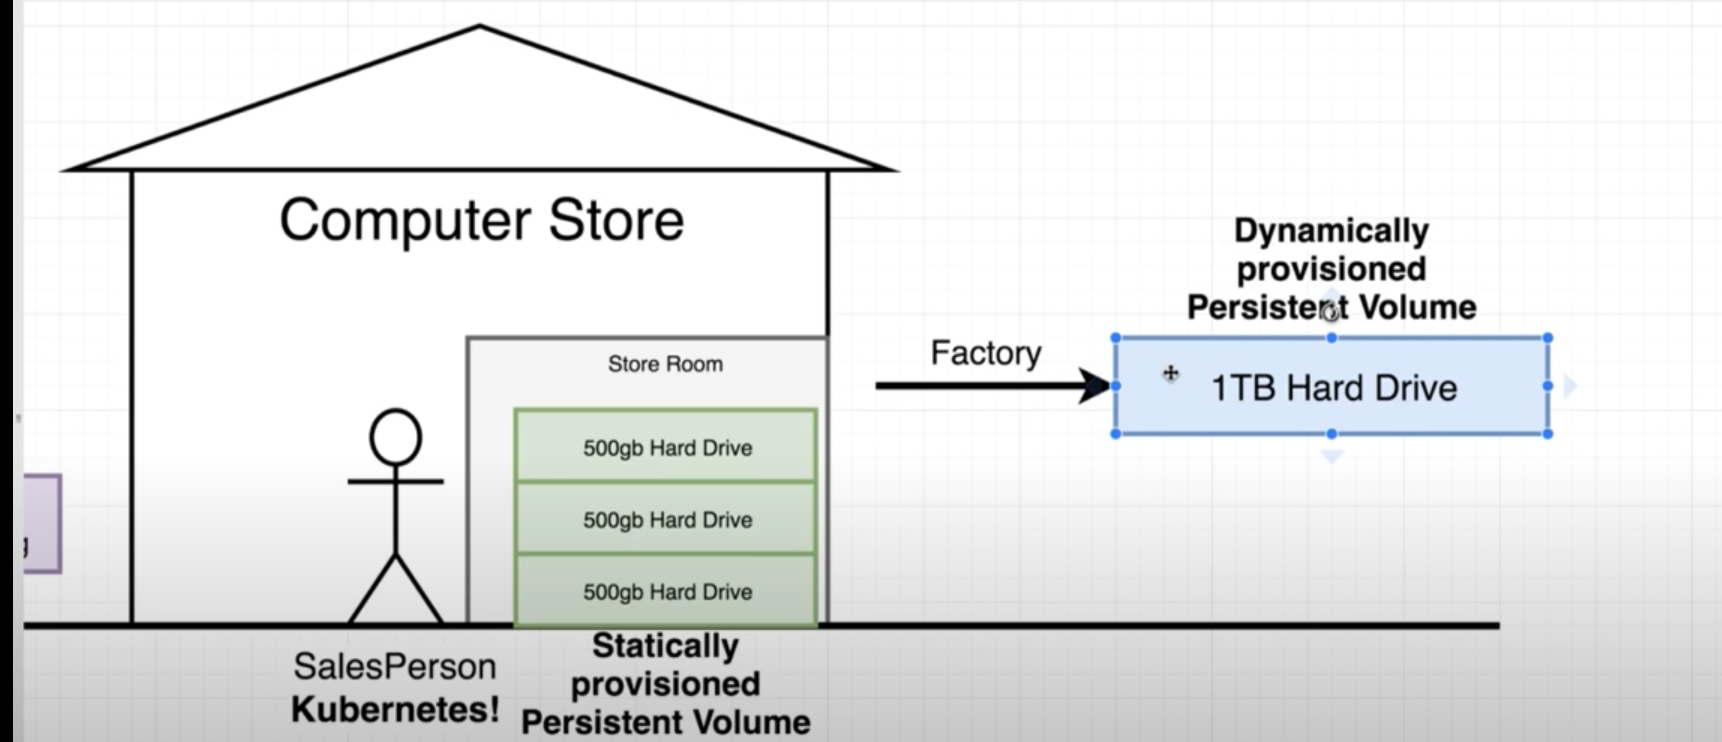 Computer Store
Store Room
500gb Hard Drive
500gb Hard Drive
500gb Hard Drive
SalesPerson
Kubernetes!
Statically
provisioned
Persistent Volume
Factory
Dynamically
provisioned
Persistent Volume
1TB Hard Drive